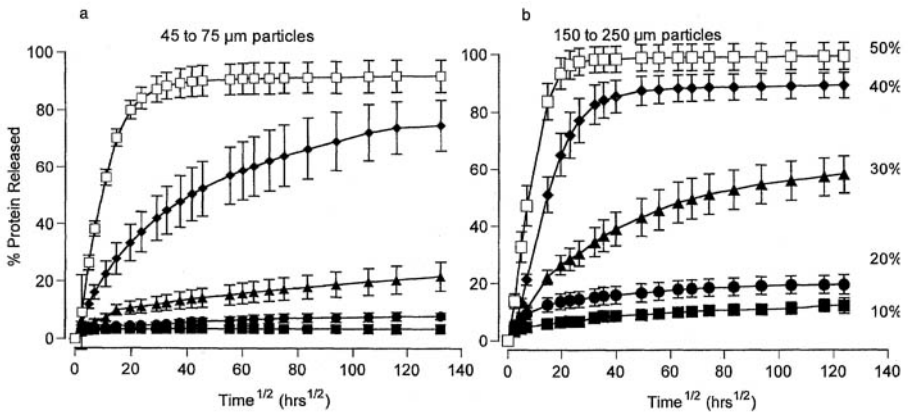 a
45 to 75 µm particles
100
80
60
40
20
0
% Protein Released
0 20 40 60 80 100 120 140
Time1/2 (hrs1/2)
b
150 to 250 µm particles
100
80
60
40
20
0
50%
40%
30%
20%
10%
0 20 40 60 80 100 120 140
Time1/2 (hrs1/2)